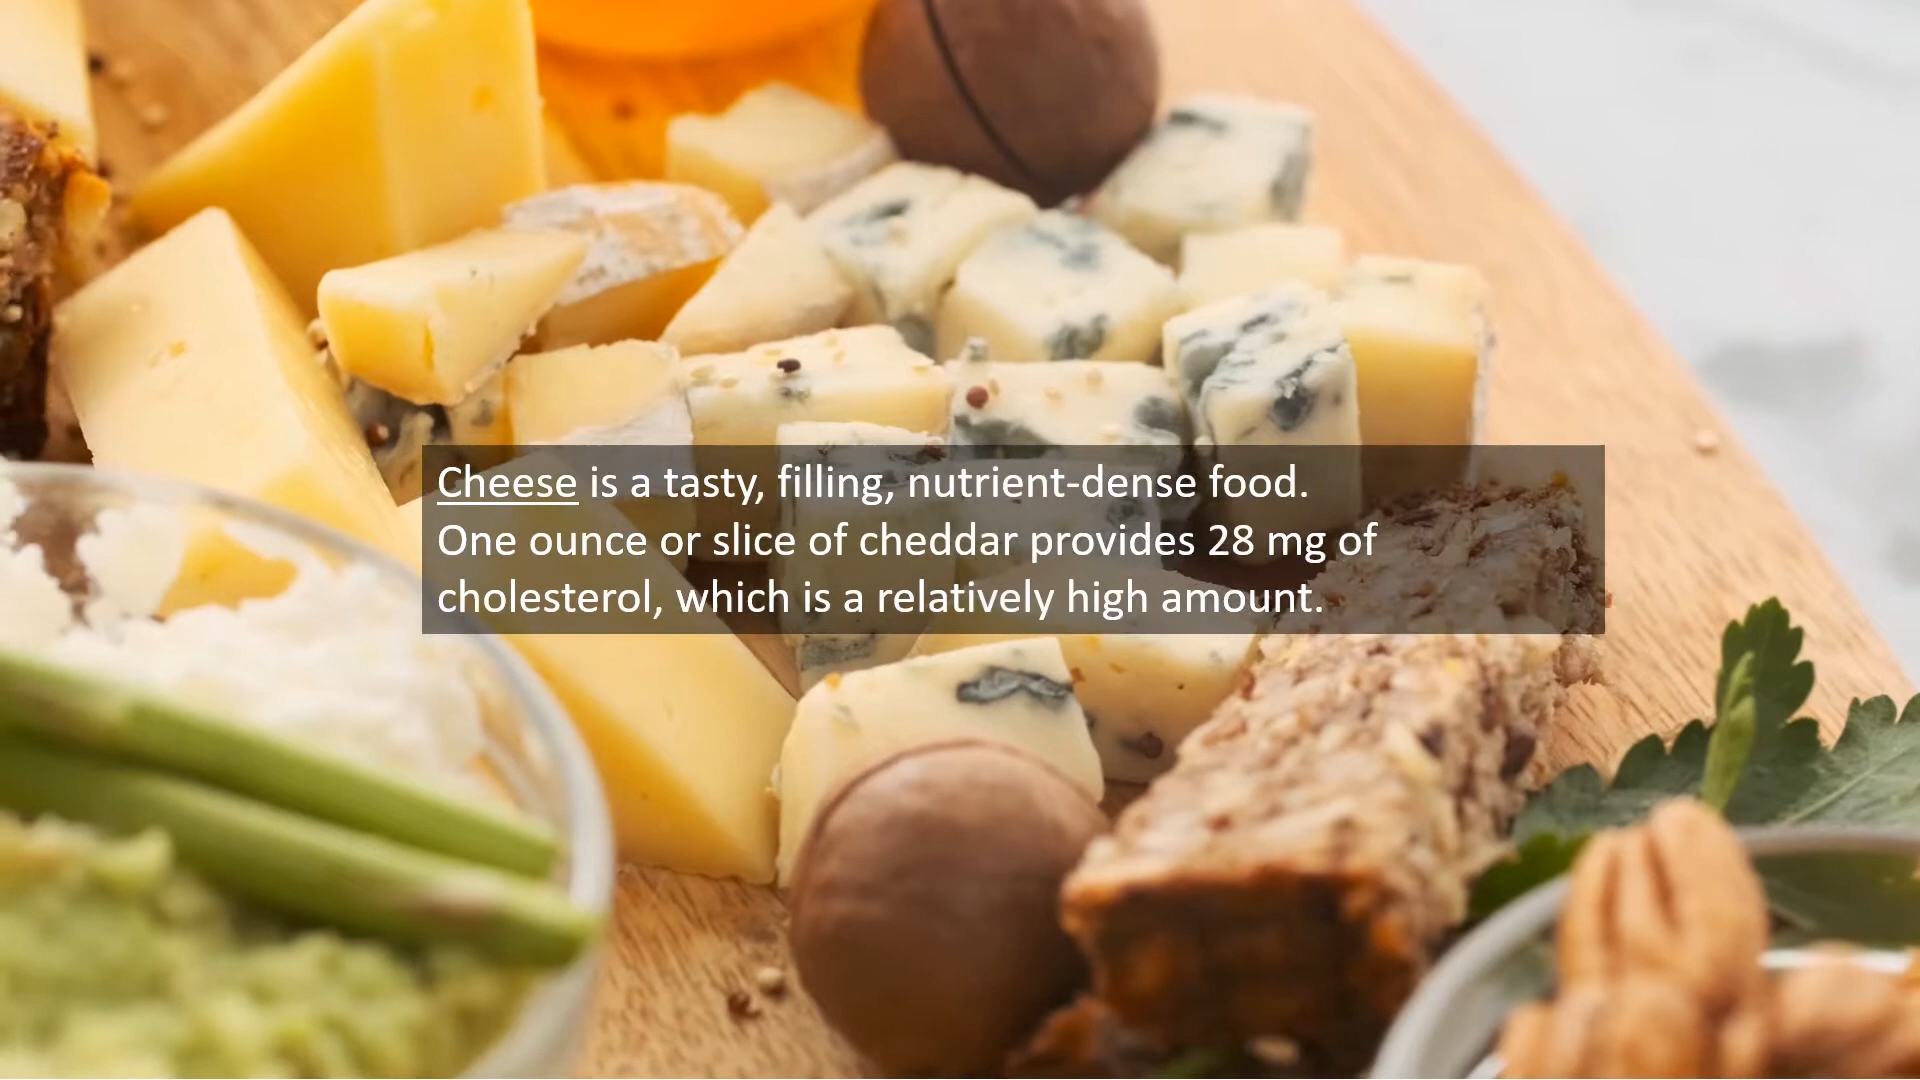 Cheese is a tasty, filling, nutrient-dense food.
One ounce or slice of cheddar provides 28 mg of
cholesterol, which is a relatively high amount.